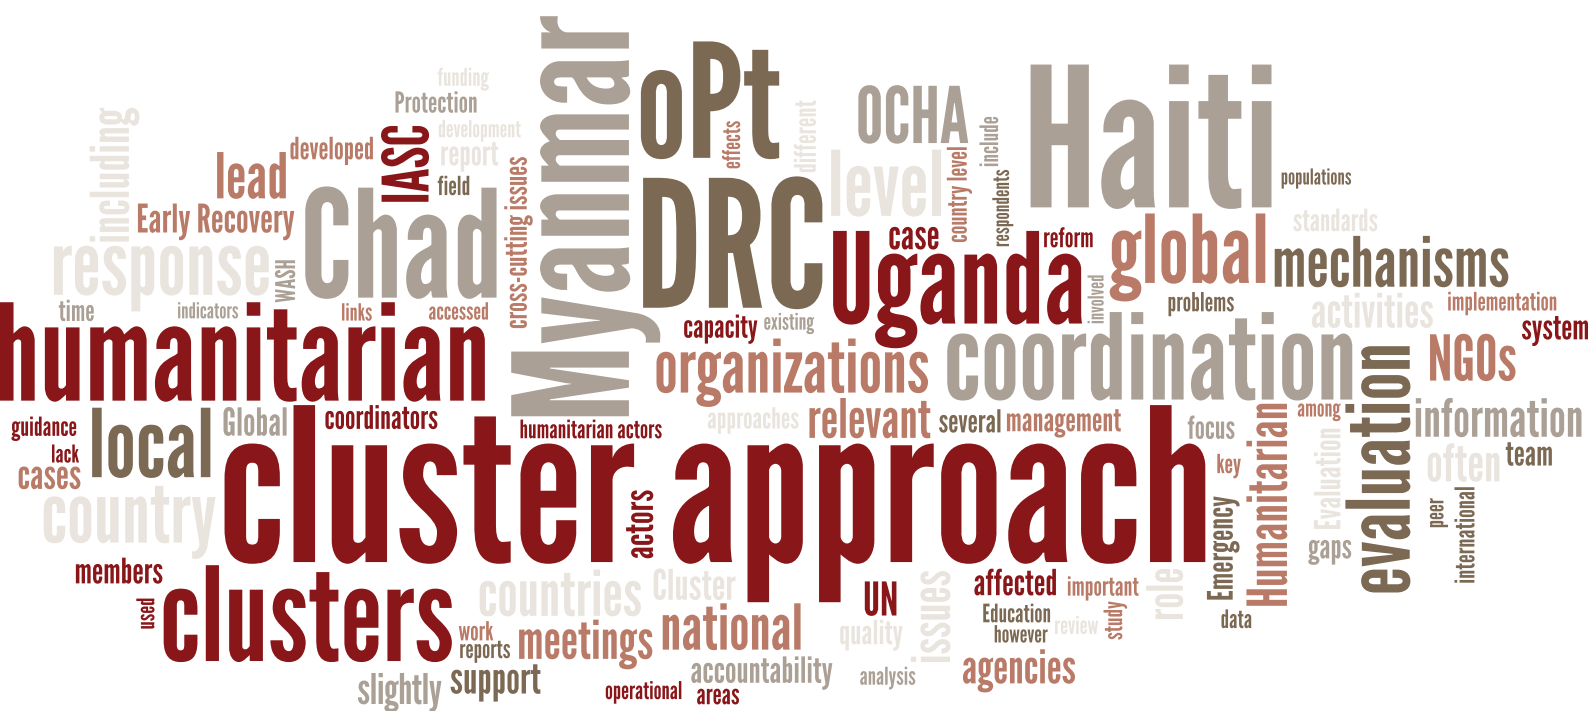 funding
Protection
development
report
including
developed
IASC
field
lead
Early Recovery
Chad
response
WASH
cross-cutting issues
Myanmar
oPt
effects
different
DRC
OCHA
include
level
country level
respondents
Haiti
populations
standards
case
reform
Uganda
global
mechanisms
involved
problems
activities
implementation
system
time
indicators
links
accessed
humanitarian
capacity
existing
organizations
coordination
NGOs
guidance
lack
cases
local
Global
coordinators
humanitarian actors
approaches
relevant
several
management
focus
key
among
Humanitarian
Evaluation
evaluation
information
often
team
peer
international
gaps
country
cluster approach
actors
Emergency
data
members
used
clusters
countries
Cluster
work
reports
meetings
national
UN
quality
issues
affected
important
Education
however
review
study
role
slightly
support
operational
areas
accountability
analysis
agencies